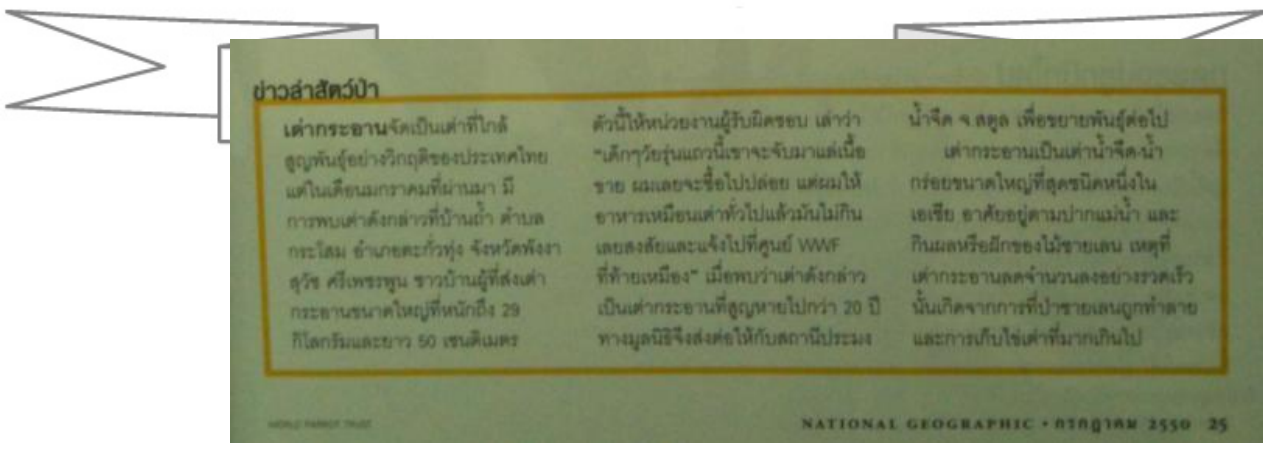 ข่าวล่าสัตว์ป่า
เต่ากระอานจัดเป็นเต่าที่ใกล้
สูญพันธุ์อย่างวิกฤติของประเทศไทย
แต่ในเดือนมกราคมที่ผ่านมา มี
การพบเต่าดังกล่าวที่บ้านถ้ำ ตำบล
กระโสม อำเภอตะกั่วทุ่ง จังหวัดพังงา
สุวัช ศรีเพชรพูน ชาวบ้านผู้ที่ส่งเต่า
กระอานขนาดใหญ่ที่หนักถึง 29
กิโลกรัมและยาว 50 เซนติเมตร
ตัวนี้ให้หน่วยงานผู้รับผิดชอบ เล่าว่า
"เด็กๆวัยรุ่นแถวนี้เขาจะจับมาแล่เนื้อ
ขาย ผมเลยจะซื้อไปปล่อย แต่ผมให้
อาหารเหมือนเต่าทั่วไปแล้วมันไม่กิน
เลยสงสัยและแจ้งไปที่ศูนย์ WWF
ที่ท้ายเหมือง" เมื่อพบว่าเต่าดังกล่าว
เป็นเต่ากระอานที่สูญหายไปกว่า 20 ปี
ทางมูลนิธิจึงส่งต่อให้กับสถานีประมง
น้ำจืด จ.สตูล เพื่อขยายพันธุ์ต่อไป
เต่ากระอานเป็นเต่าน้ำจืด-น้ำ
กร่อยขนาดใหญ่ที่สุดชนิดหนึ่งใน
เอเชีย อาศัยอยู่ตามปากแม่น้ำ และ
กินผลหรือฝักของไม้ชายเลน เหตุที่
เต่ากระอานลดจำนวนลงอย่างรวดเร็ว
นั้นเกิดจากการที่ป่าชายเลนถูกทำลาย
และการเก็บไข่เต่าที่มากเกินไป
WORLD PARROT TRUST
NATIONAL GEOGRAPHIC • กรกฎาคม 2550 25